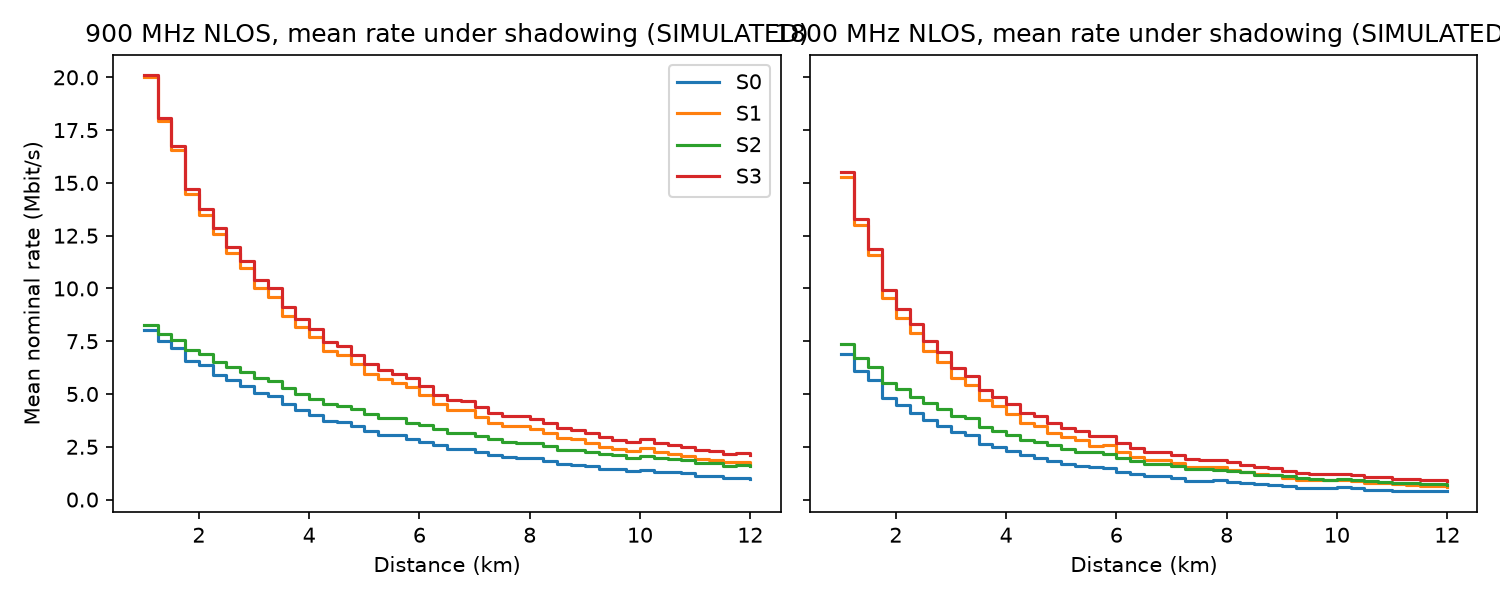 900 MHz NLOS, mean rate under shadowing (SIMULATED)
1800 MHz NLOS, mean rate under shadowing (SIMULATED
Mean nominal rate (Mbit/s)
20.0
17.5
15.0
12.5
10.0
7.5
5.0
2.5
0.0
S0
S1
S2
S3
2 4 6 8 10 12
2 4 6 8 10 12
Distance (km)
Distance (km)